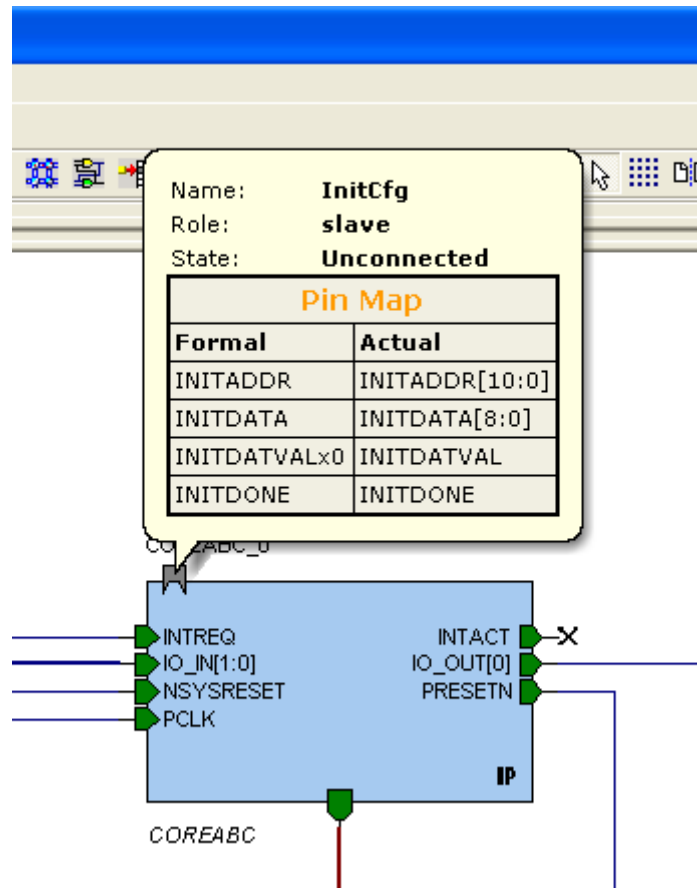 Name: InitCfg
Role: slave
State: Unconnected
Pin Map
Formal Actual
INITADDR INITADDR[10:0]
INITDATA INITDATA[8:0]
INITDATVALx0 INITDATVAL
INITDONE INITDONE
COREABC_0
INTREQ INTACT
IO_IN[1:0] IO_OUT[0]
NSYSRESET PRESETN
PCLK
IP
COREABC